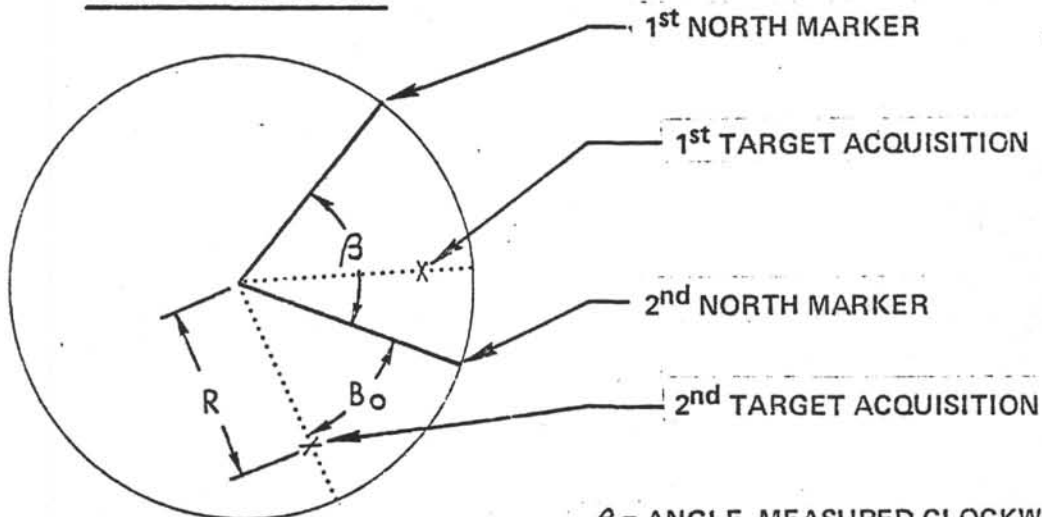 1st NORTH MARKER
1st TARGET ACQUISITION
β
2nd NORTH MARKER
R
Bo
2nd TARGET ACQUISITION
β = ANGLE, MEASURED CLOCKW